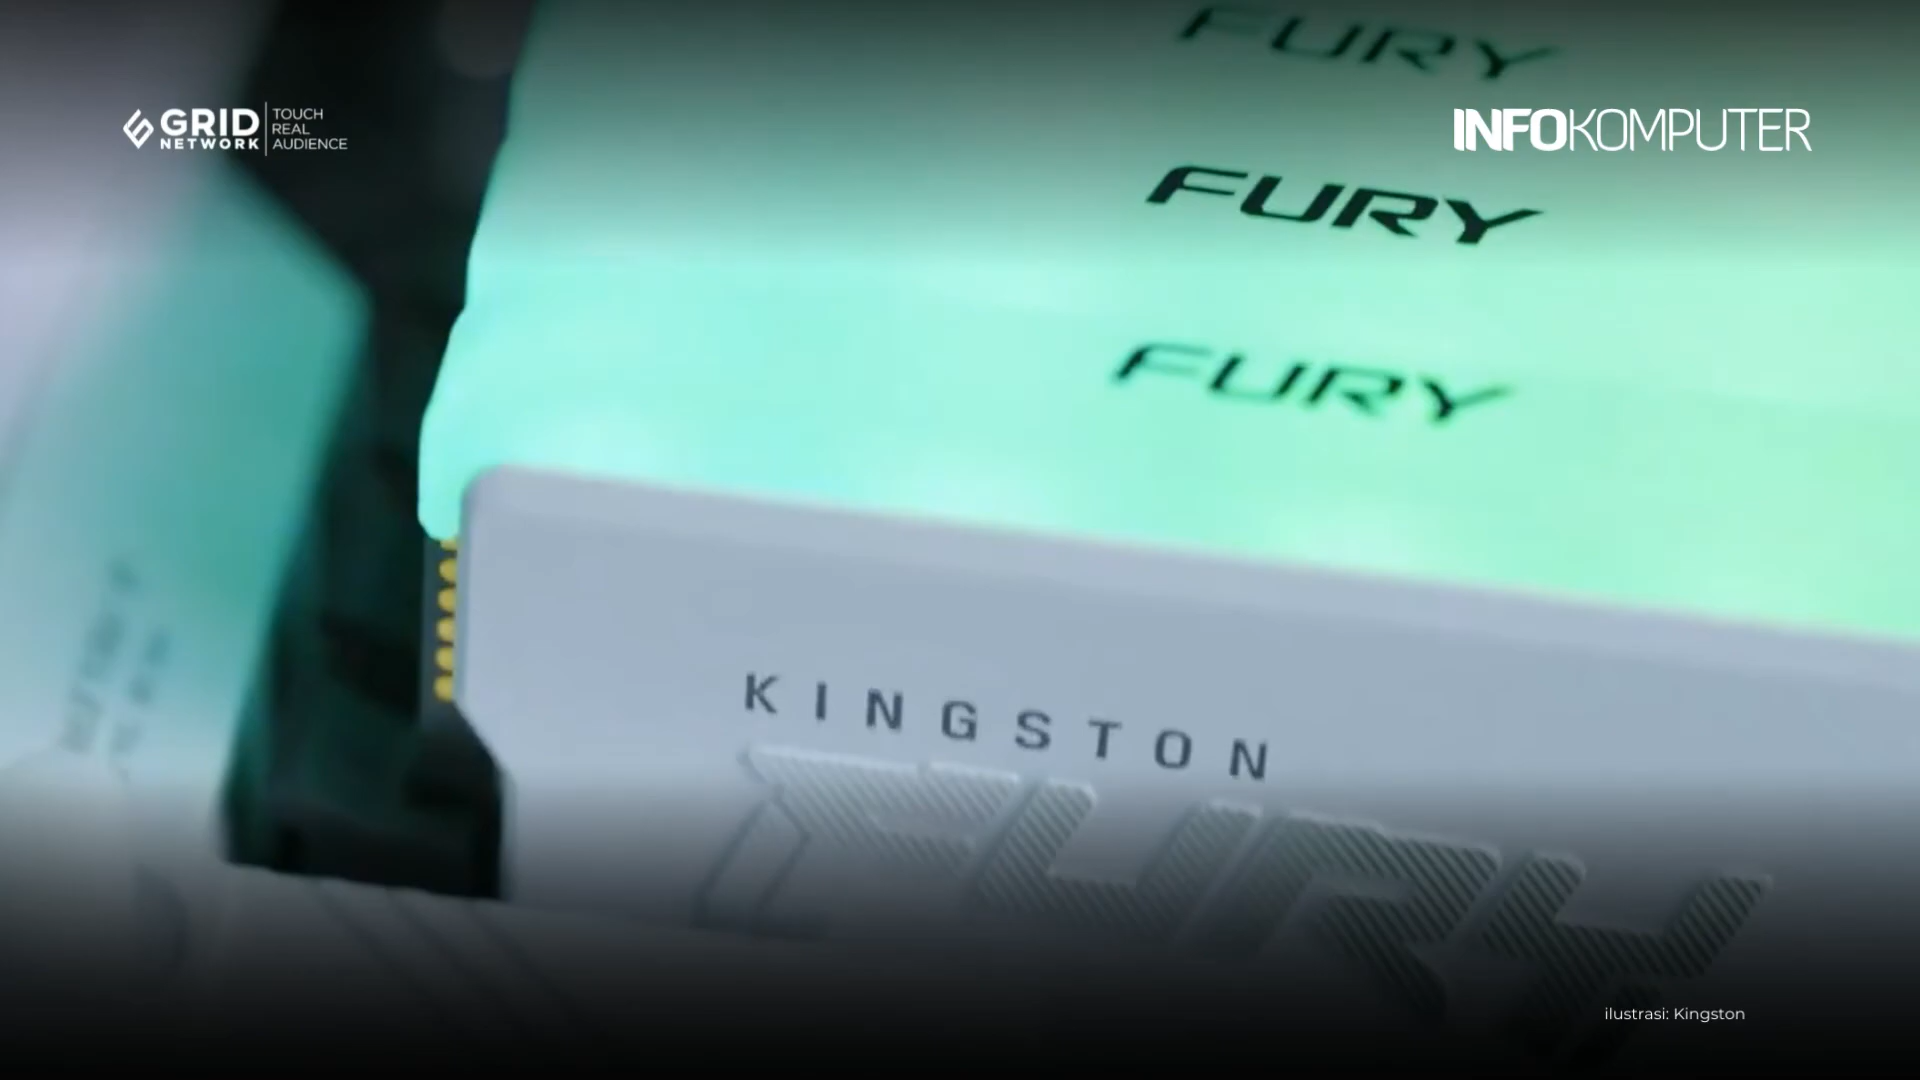 FURY
GRID
NETWORK
TOUCH
REAL
AUDIENCE
INFOKOMPUTER
FURY
FURY
KINGSTON
FURY
ilustrasi: Kingston